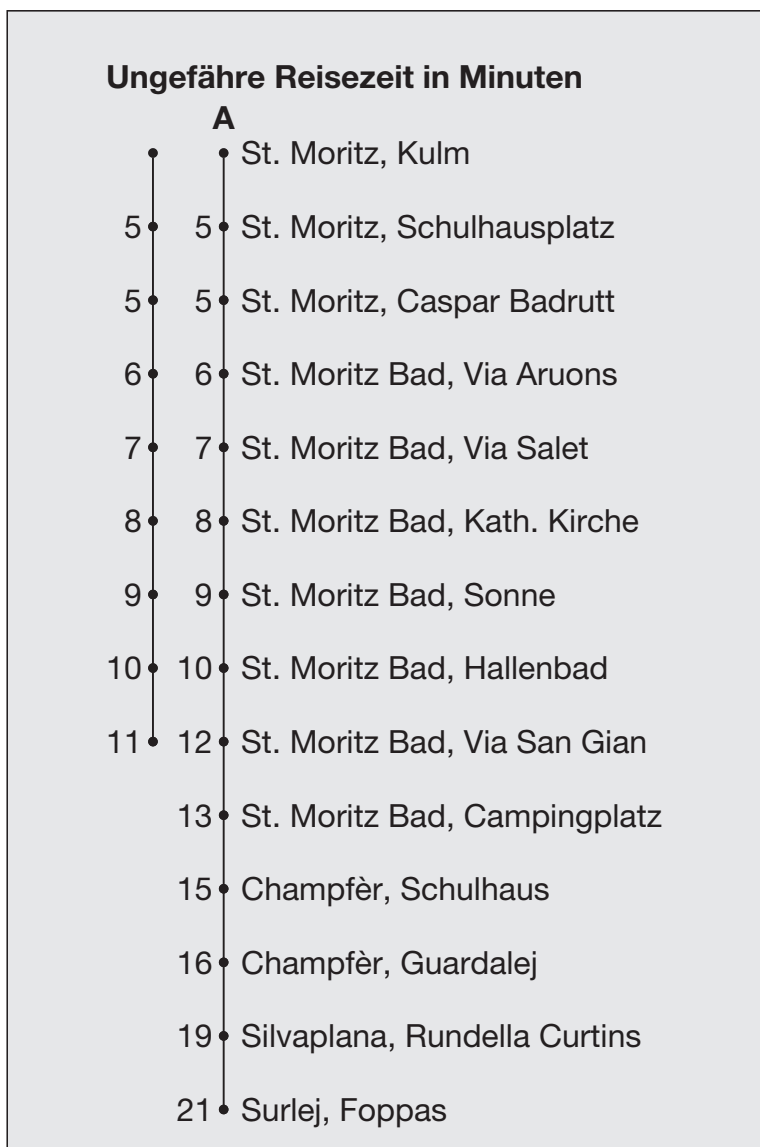 Ungefähre Reisezeit in Minuten
A
St. Moritz, Kulm
5 5 St. Moritz, Schulhausplatz
5 5 St. Moritz, Caspar Badrutt
6 6 St. Moritz Bad, Via Aruons
7 7 St. Moritz Bad, Via Salet
8 8 St. Moritz Bad, Kath. Kirche
9 9 St. Moritz Bad, Sonne
10 10 St. Moritz Bad, Hallenbad
11 12 St. Moritz Bad, Via San Gian
13 St. Moritz Bad, Campingplatz
15 Champfèr, Schulhaus
16 Champfèr, Guardalej
19 Silvaplana, Rundella Curtins
21 Surlej, Foppas